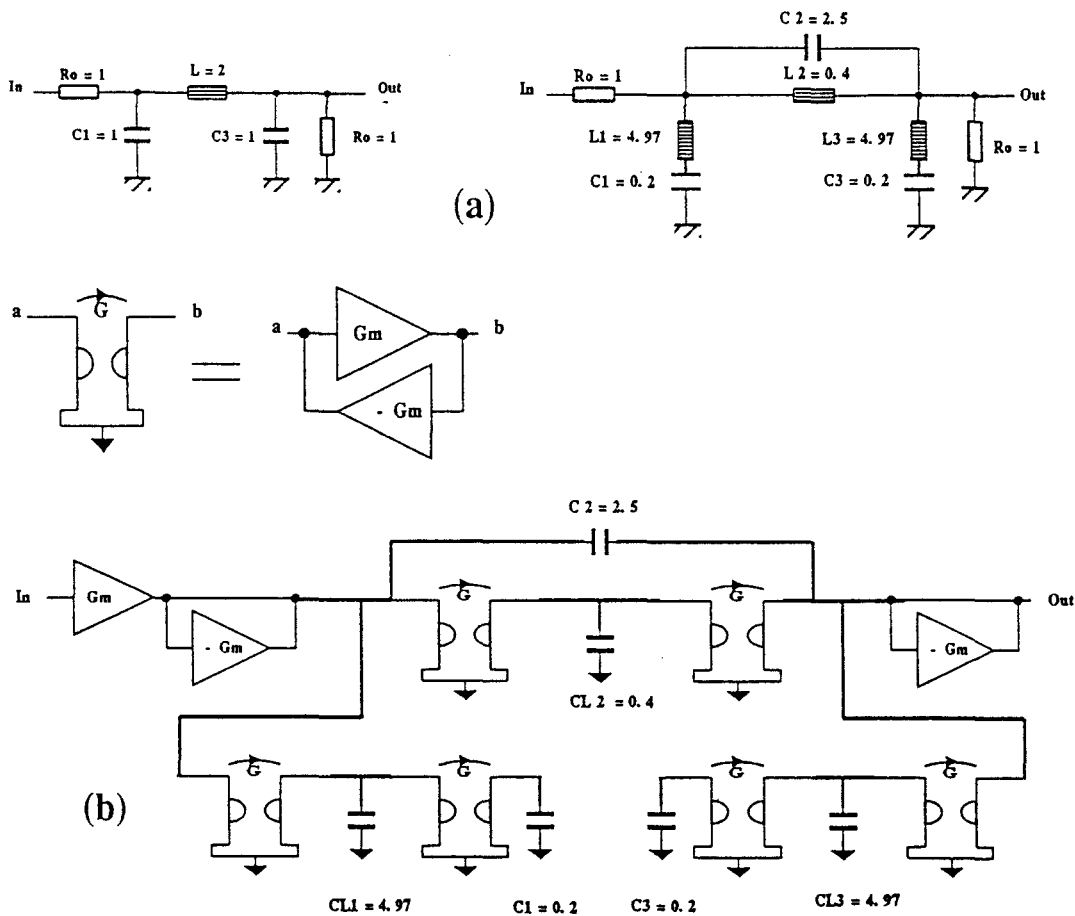 C 2 = 2. 5
In Ro = 1 L = 2 Out
C1 = 1 C3 = 1 Ro = 1
In Ro = 1 L 2 = 0. 4 Out
L1 = 4. 97 L3 = 4. 97 Ro = 1
C1 = 0. 2 C3 = 0. 2
(a)
a G b
a Gm b
- Gm
C 2 = 2. 5
In Gm G G Out
- Gm - Gm
CL 2 = 0. 4
G G G G
(b)
CL1 = 4. 97 C1 = 0. 2 C3 = 0. 2 CL3 = 4. 97